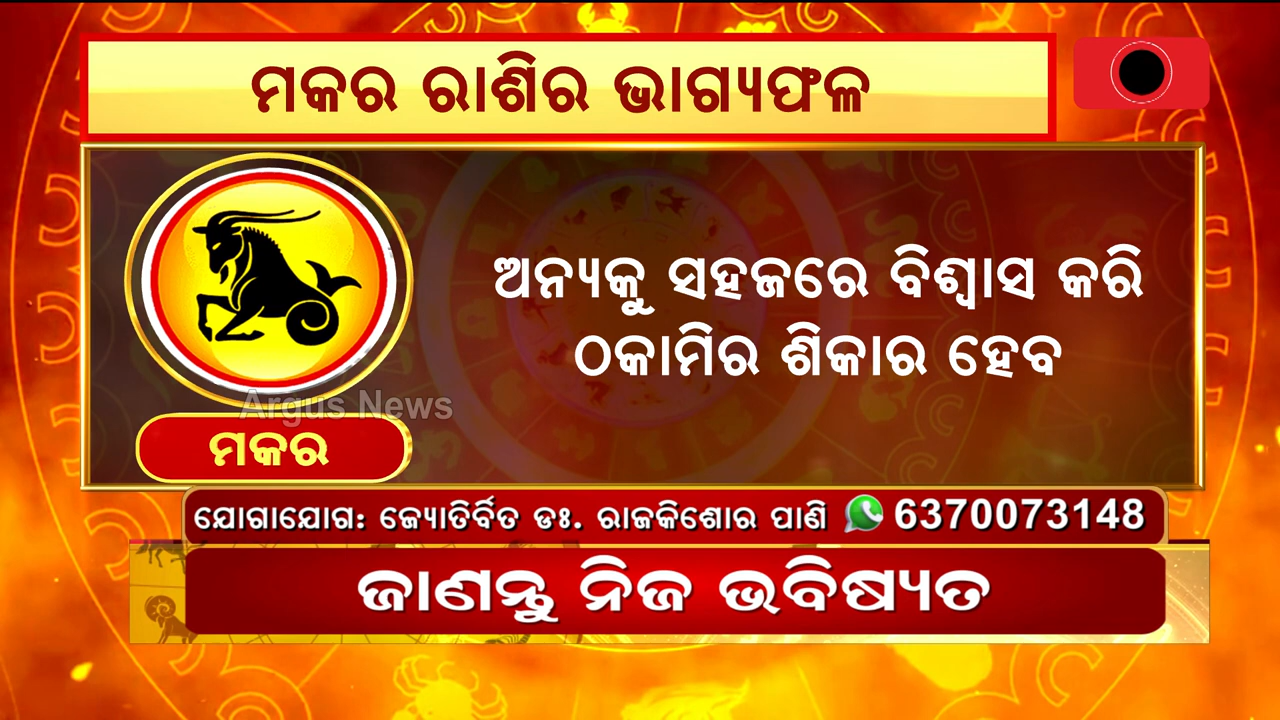 ମକର ରାଶିର ଭାଗ୍ୟଫଳ
ଅନ୍ୟକୁ ସହଜରେ ବିଶ୍ୱାସ କରି
ଠକାମିର ଶିକାର ହେବ
Argus News
ମକର
ଯୋଗାଯୋଗ: ଜ୍ୟୋତିର୍ବିତ ଡଃ. ରାଜକିଶୋର ପାଣି 6370073148
ଜାଣନ୍ତୁ ନିଜ ଭବିଷ୍ୟତ